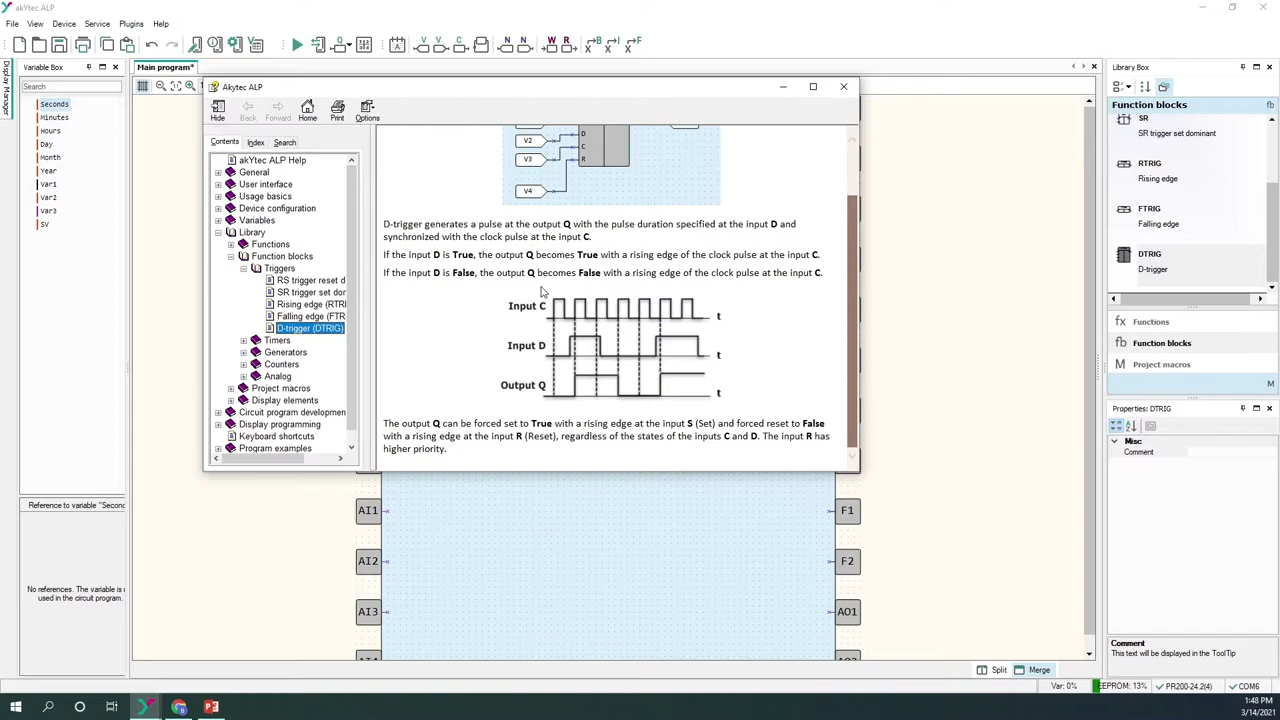 akYtec ALP
File View Device Service Plugins Help
Display Manager
Variable Box
Search
Seconds
Minutes
Hours
Day
Month
Year
Var1
Var2
Var3
SV
Reference to variable "Secon
No references. The variable is
used in the circuit program.
Main program*
Akytec ALP
Hide Back Forward Home Print Options
Contents Index Search
akYtec ALP Help
General
User interface
Usage basics
Device configuration
Variables
Library
Functions
Function blocks
Triggers
RS trigger reset d
SR trigger set dor
Rising edge (RTRI
Falling edge (FTR
D-trigger (DTRIG)
Timers
Generators
Counters
Analog
Project macros
Display elements
Circuit program developmen
Display programming
Keyboard shortcuts
Program examples
V2
V3
V4
D
C
R
D-trigger generates a pulse at the output Q with the pulse duration specified at the input D and
synchronized with the clock pulse at the input C.
If the input D is True, the output Q becomes True with a rising edge of the clock pulse at the input C.
If the input D is False, the output Q becomes False with a rising edge of the clock pulse at the input C.
Input C t
Input D t
Output Q t
The output Q can be forced set to True with a rising edge at the input S (Set) and forced reset to False
with a rising edge at the input R (Reset), regardless of the states of the inputs C and D. The input R has
higher priority.
AI1 F1
AI2 F2
AI3 AO1
Split Merge
Library Box
Function blocks fb
SR
SR trigger set dominant
RTRIG
Rising edge
FTRIG
Falling edge
DTRIG
D-trigger
fx Functions
fb Function blocks
M Project macros
M
Properties: DTRIG
Misc
Comment
Comment
This text will be displayed in the ToolTip
Var: 0% EEPROM: 13% PR200-24.2(4) COM6
1:48 PM
3/14/2021